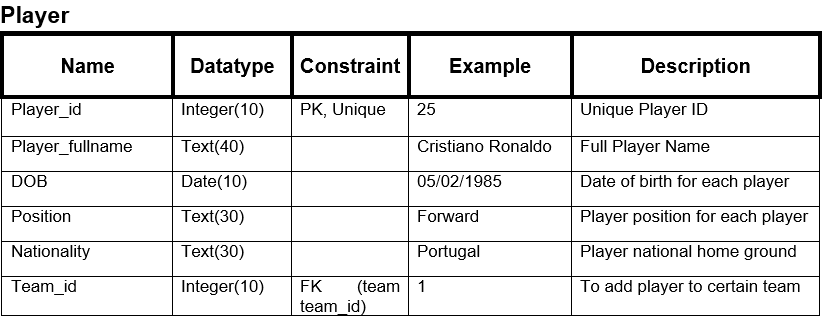 Player
Name Datatype Constraint Example Description
Player_id Integer(10) PK, Unique 25 Unique Player ID
Player_fullname Text(40) Cristiano Ronaldo Full Player Name
DOB Date(10) 05/02/1985 Date of birth for each player
Position Text(30) Forward Player position for each player
Nationality Text(30) Portugal Player national home ground
Team_id Integer(10) FK (team 1 To add player to certain team
team_id)